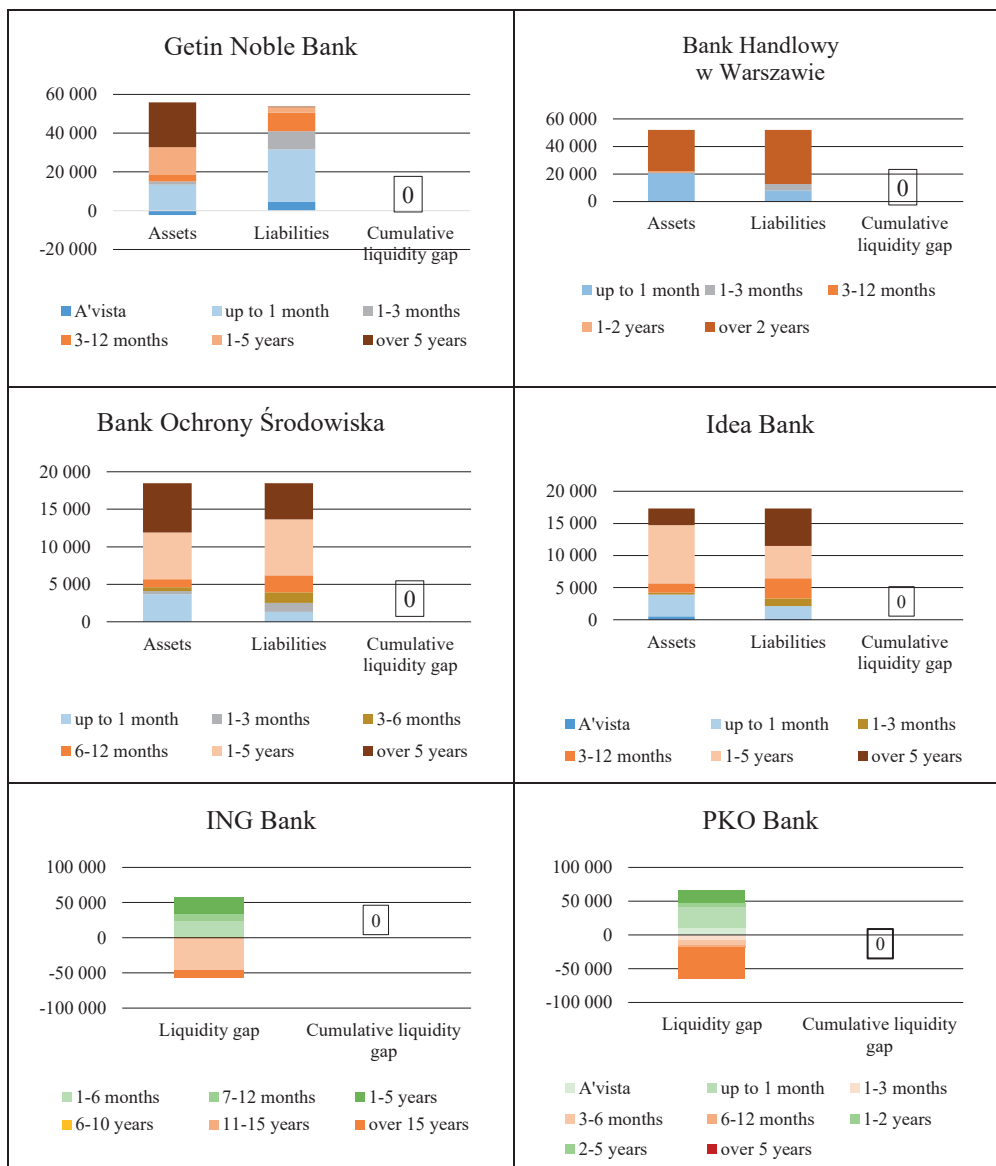 Getin Noble Bank
60 000
40 000
20 000
0
-20 000
0
Assets
Liabilities
Cumulative
liquidity gap
A'vista
up to 1 month
1-3 months
3-12 months
1-5 years
over 5 years
Bank Handlowy
w Warszawie
60 000
40 000
20 000
0
0
Assets
Liabilities
Cumulative
liquidity gap
up to 1 month
1-3 months
3-12 months
1-2 years
over 2 years
Bank Ochrony Środowiska
20 000
15 000
10 000
5 000
0
0
Assets
Liabilities
Cumulative
liquidity gap
up to 1 month
1-3 months
3-6 months
6-12 months
1-5 years
over 5 years
Idea Bank
20 000
15 000
10 000
5 000
0
0
Assets
Liabilities
Cumulative
liquidity gap
A'vista
up to 1 month
1-3 months
3-12 months
1-5 years
over 5 years
ING Bank
100 000
50 000
0
-50 000
-100 000
0
Liquidity gap
Cumulative liquidity
gap
1-6 months
7-12 months
1-5 years
6-10 years
11-15 years
over 15 years
PKO Bank
100 000
50 000
0
-50 000
-100 000
0
Liquidity gap
Cumulative liquidity
gap
A'vista
up to 1 month
1-3 months
3-6 months
6-12 months
1-2 years
2-5 years
over 5 years